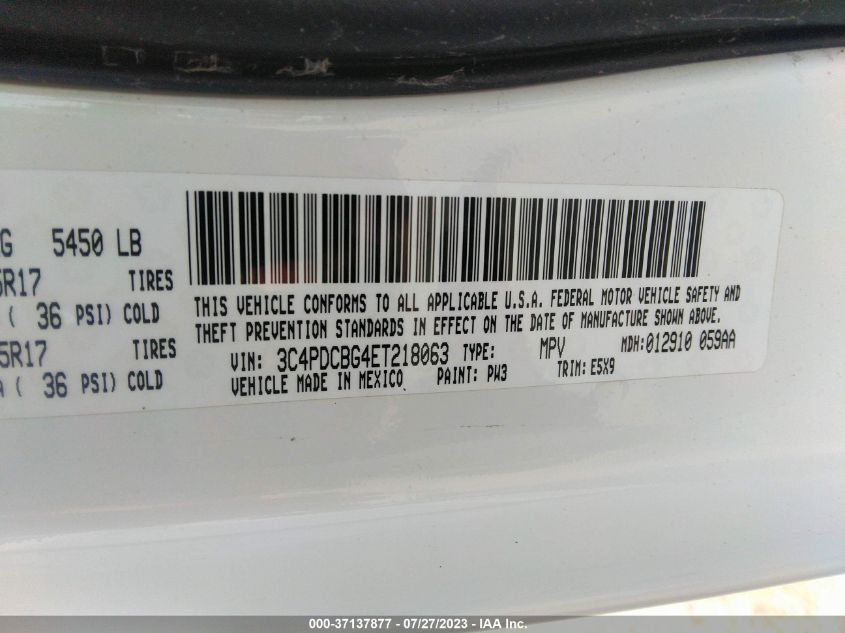 G 5450 LB
5R17 TIRES
( 36 PSI) COLD
5R17 TIRES
A ( 36 PSI) COLD
THIS VEHICLE CONFORMS TO ALL APPLICABLE U.S.A. FEDERAL MOTOR VEHICLE SAFETY AND
THEFT PREVENTION STANDARDS IN EFFECT ON THE DATE OF MANUFACTURE SHOWN ABOVE.
VIN: 3C4PDCBG4ET218063 TYPE: MPV MDH:012910 059AA
VEHICLE MADE IN MEXICO PAINT: PW3 TRIM: E5X9
000-37137877 - 07/27/2023 - IAA Inc.